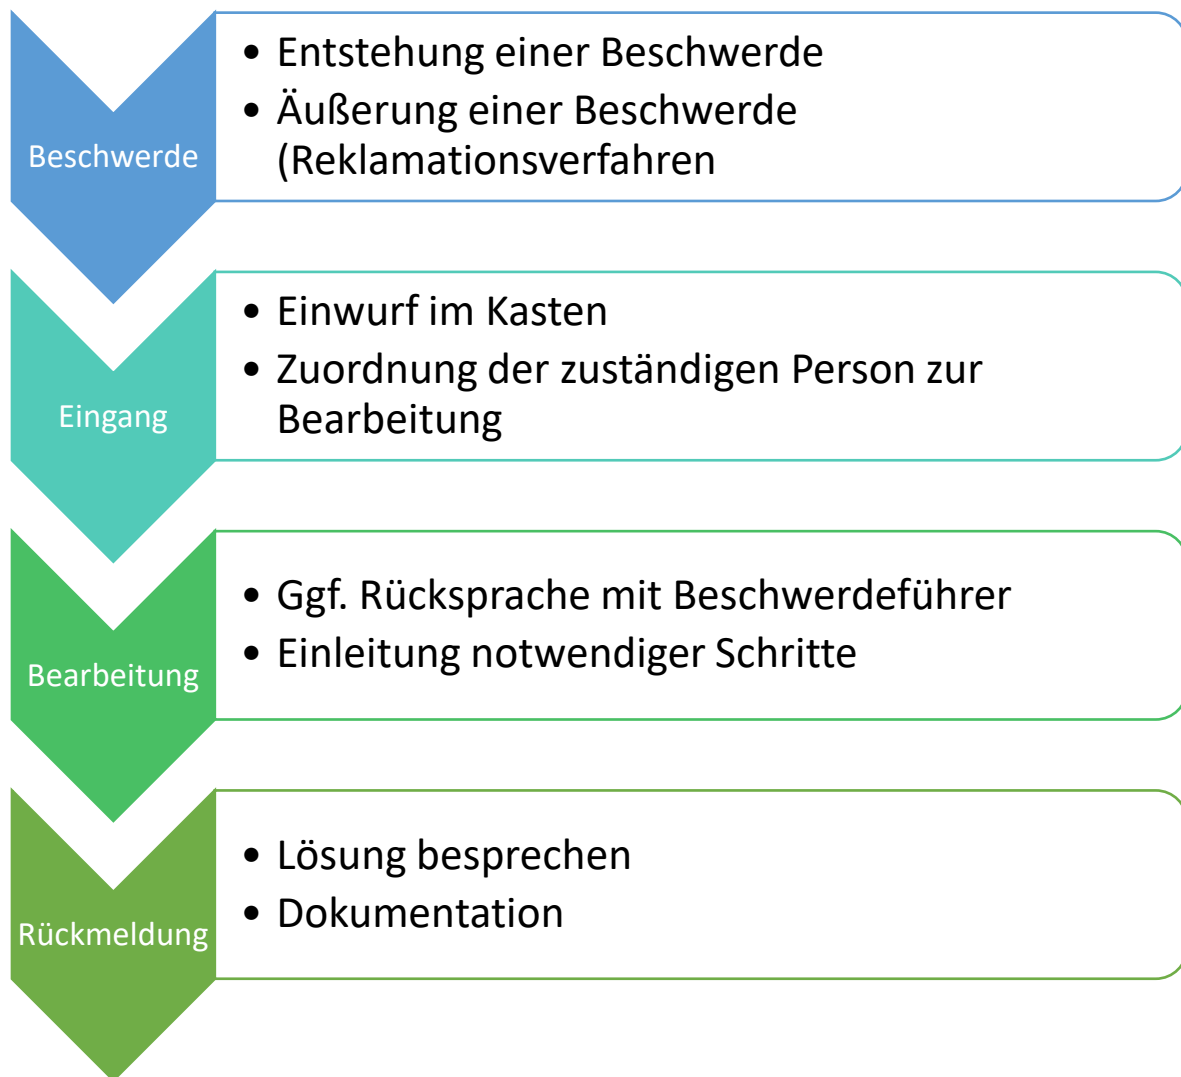 Beschwerde
• Entstehung einer Beschwerde
• Äußerung einer Beschwerde
(Reklamationsverfahren
Eingang
• Einwurf im Kasten
• Zuordnung der zuständigen Person zur
Bearbeitung
Bearbeitung
• Ggf. Rücksprache mit Beschwerdeführer
• Einleitung notwendiger Schritte
Rückmeldung
• Lösung besprechen
• Dokumentation